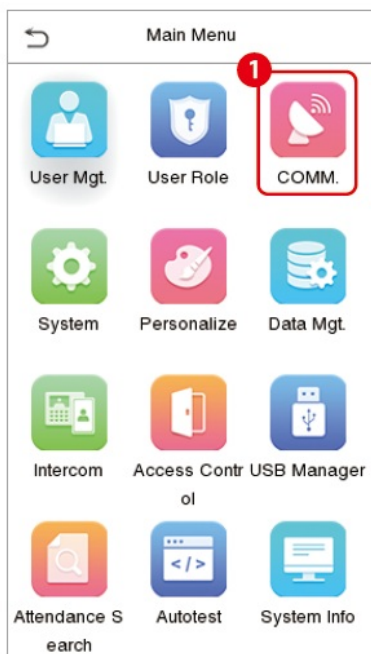 Main Menu
1
User Mgt. User Role COMM.
System Personalize Data Mgt.
Intercom Access Contr USB Manager
ol
</>
Attendance S Autotest System Info
earch